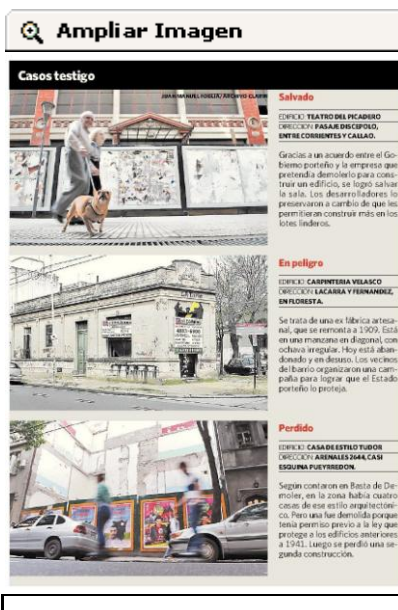 Ampliar Imagen
Casos testigo
Salvado
EDIFICIO: TEATRO DEL PICADERO
DIRECCION: PASAJE DISCEPOLO,
ENTRE CORRIENTES Y CALLAO.
Gracias a un acuerdo entre el Go-
bierno porteño y la empresa que
pretendía demolerlo para cons-
truir un edificio, se logró salvar
la sala. Los desarrolladores lo
preservaron a cambio de que les
permitieran construir más en los
lotes linderos.
En peligro
EDIFICIO: CARPINTERIA VELASCO
DIRECCION: LACARRA Y FERNANDEZ,
EN FLORESTA.
Se trata de una ex fábrica artesa-
nal, que se remonta a 1909. Está
en una manzana en diagonal, con
ochava irregular. Hoy está aban-
donado y en desuso. Los vecinos
del barrio organizaron una cam-
paña para lograr que el Estado
porteño lo proteja.
Perdido
EDIFICIO: CASA DE ESTILO TUDOR
DIRECCION: ARENALES 2644, CASI
ESQUINA PUEYRREDON.
Según contaron en Basta de De-
moler, en la zona había cuatro
casas de ese estilo arquitectóni-
co. Pero una fue demolida porque
tenía permiso previo a la ley que
protege a los edificios anteriores
a 1941. Luego se perdió una se-
gunda construcción.